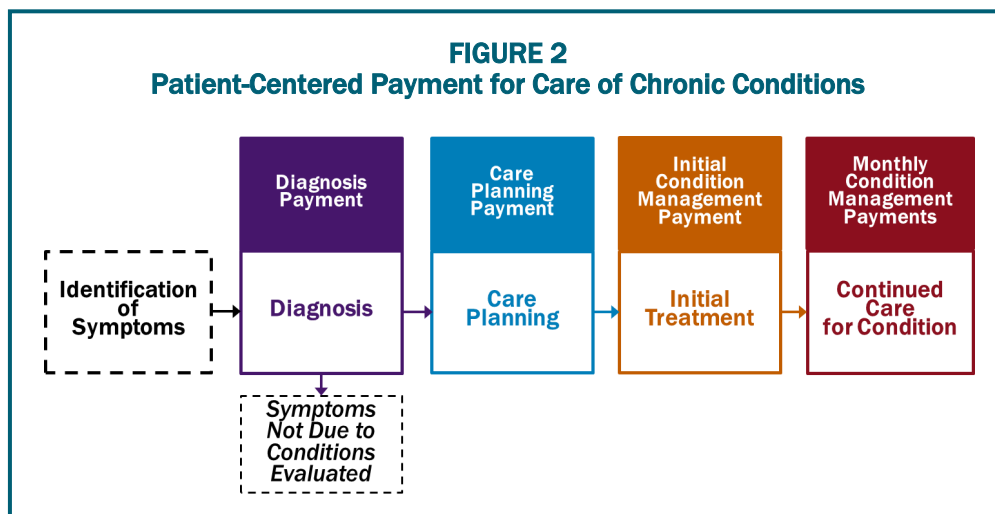 FIGURE 2
Patient-Centered Payment for Care of Chronic Conditions
Diagnosis
Payment
Care
Planning
Payment
Initial
Condition
Management
Payment
Monthly
Condition
Management
Payments
Identification
of
Symptoms
Diagnosis
Care
Planning
Initial
Treatment
Continued
Care
for Condition
Symptoms
Not Due to
Conditions
Evaluated